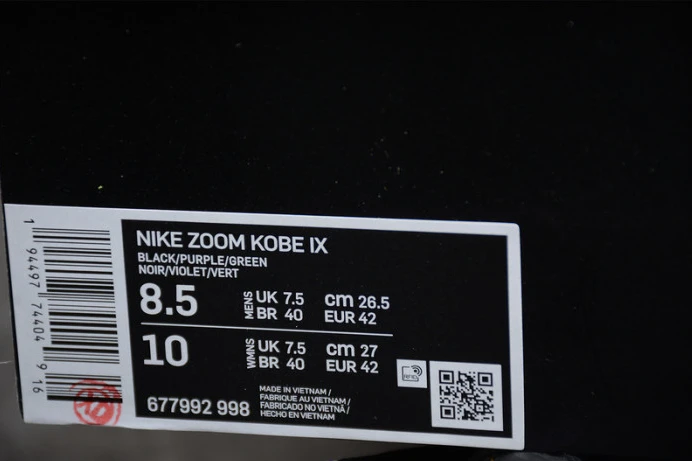 NIKE ZOOM KOBE IX
BLACK/PURPLE/GREEN
NOIR/VIOLET/VERT
8.5 MENS UK 7.5 cm 26.5
BR 40 EUR 42
10 WMNS UK 7.5 cm 27
BR 40 EUR 42
677992 998
MADE IN VIETNAM /
FABRIQUE AU VIETNAM /
FABRICADO NO VIETNÃ /
HECHO EN VIETNAM
1 94497 74404 9 16